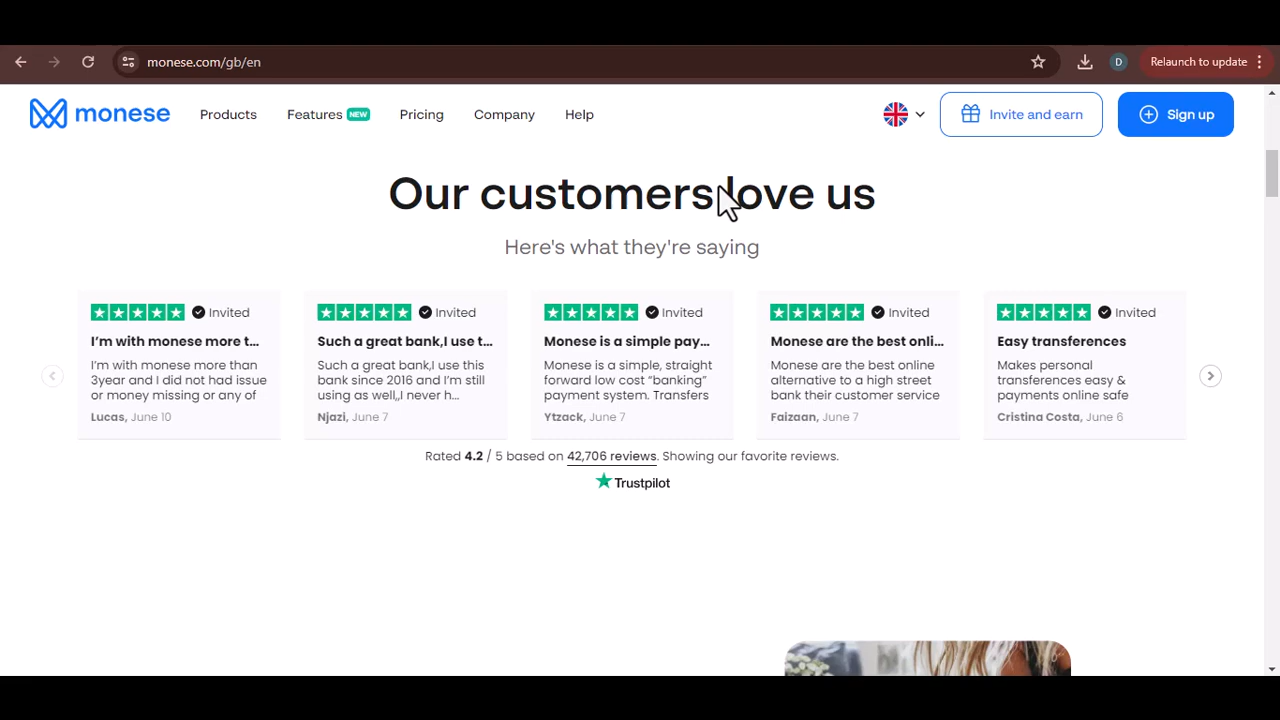 monese.com/gb/en
D
Relaunch to update
monese
Products
Features NEW
Pricing
Company
Help
Invite and earn
Sign up
Our customers love us
Here's what they're saying
Invited
I'm with monese more t...
I'm with monese more than
3year and I did not had issue
or money missing or any of
Lucas, June 10
Invited
Such a great bank,I use t...
Such a great bank,I use this
bank since 2016 and I'm still
using as well,,I never h...
Njazi, June 7
Invited
Monese is a simple pay...
Monese is a simple, straight
forward low cost “banking”
payment system. Transfers
Ytzack, June 7
Invited
Monese are the best onli...
Monese are the best online
alternative to a high street
bank their customer service
Faizaan, June 7
Invited
Easy transferences
Makes personal
transferences easy &
payments online safe
Cristina Costa, June 6
Rated 4.2 / 5 based on 42,706 reviews. Showing our favorite reviews.
Trustpilot